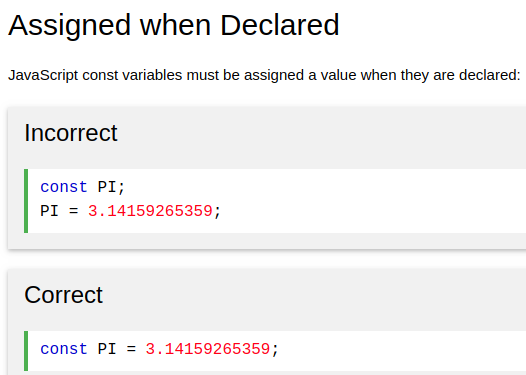 Assigned when Declared
JavaScript const variables must be assigned a value when they are declared:
Incorrect
const PI;
PI = 3.14159265359;
Correct
const PI = 3.14159265359;